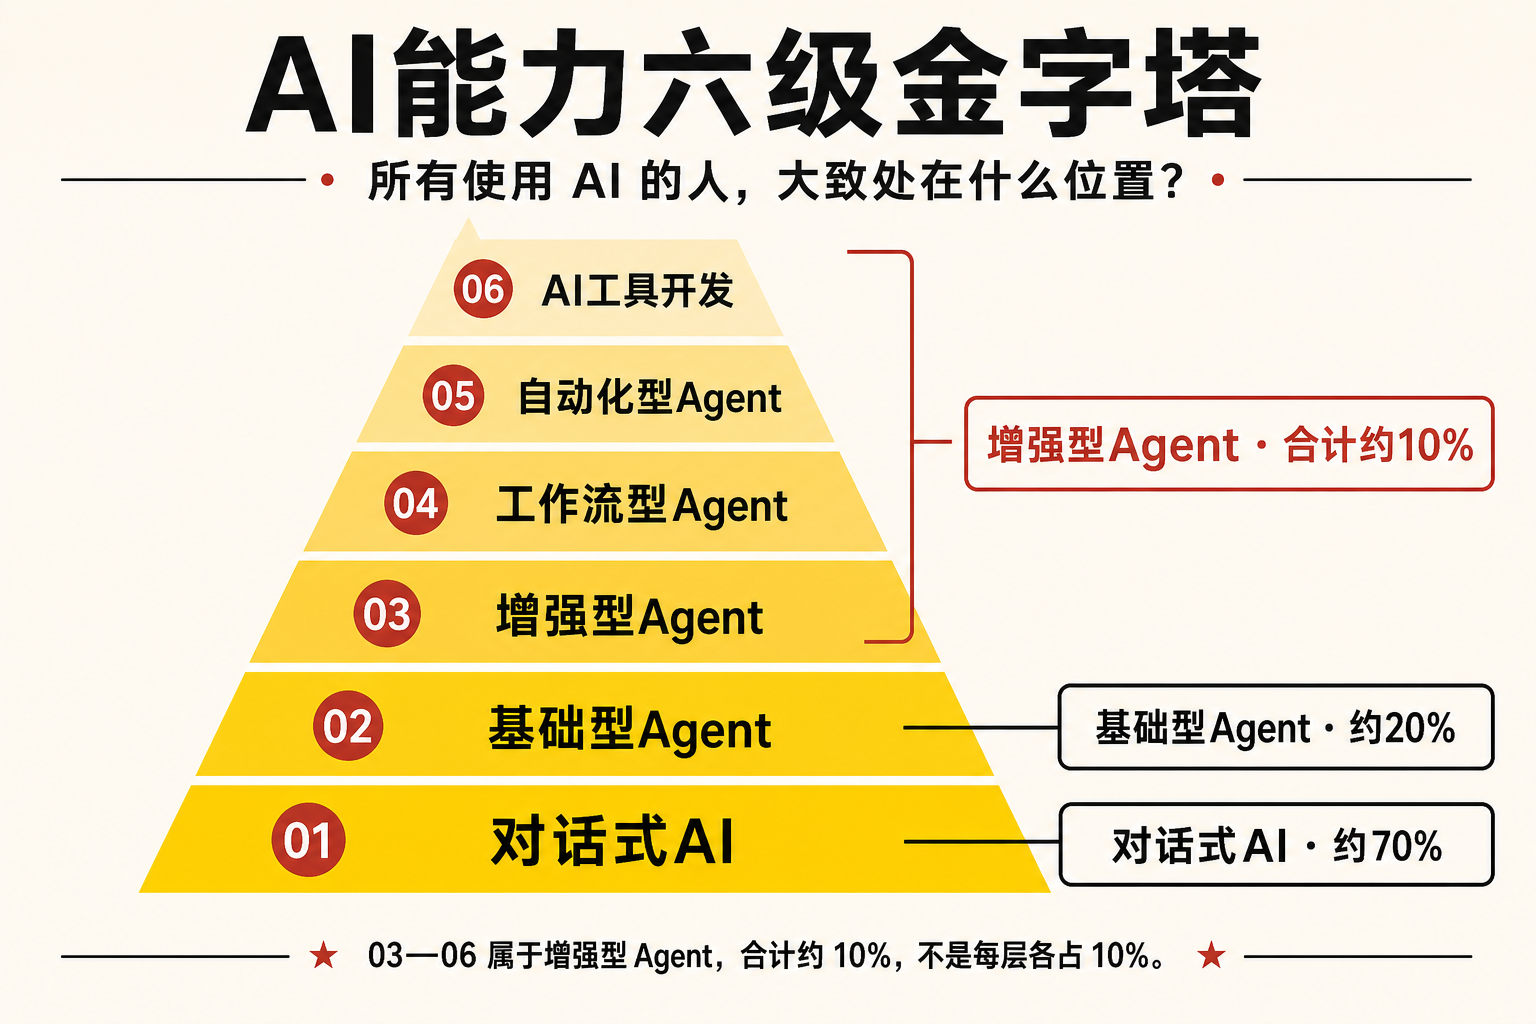 AI能力六级金字塔
所有使用 AI 的人，大致处在什么位置？
06 AI工具开发
05 自动化型Agent
增强型Agent · 合计约10%
04 工作流型Agent
03 增强型Agent
02 基础型Agent
基础型Agent · 约20%
01 对话式AI
对话式AI · 约70%
03—06 属于增强型 Agent，合计约 10%，不是每层各占 10%。